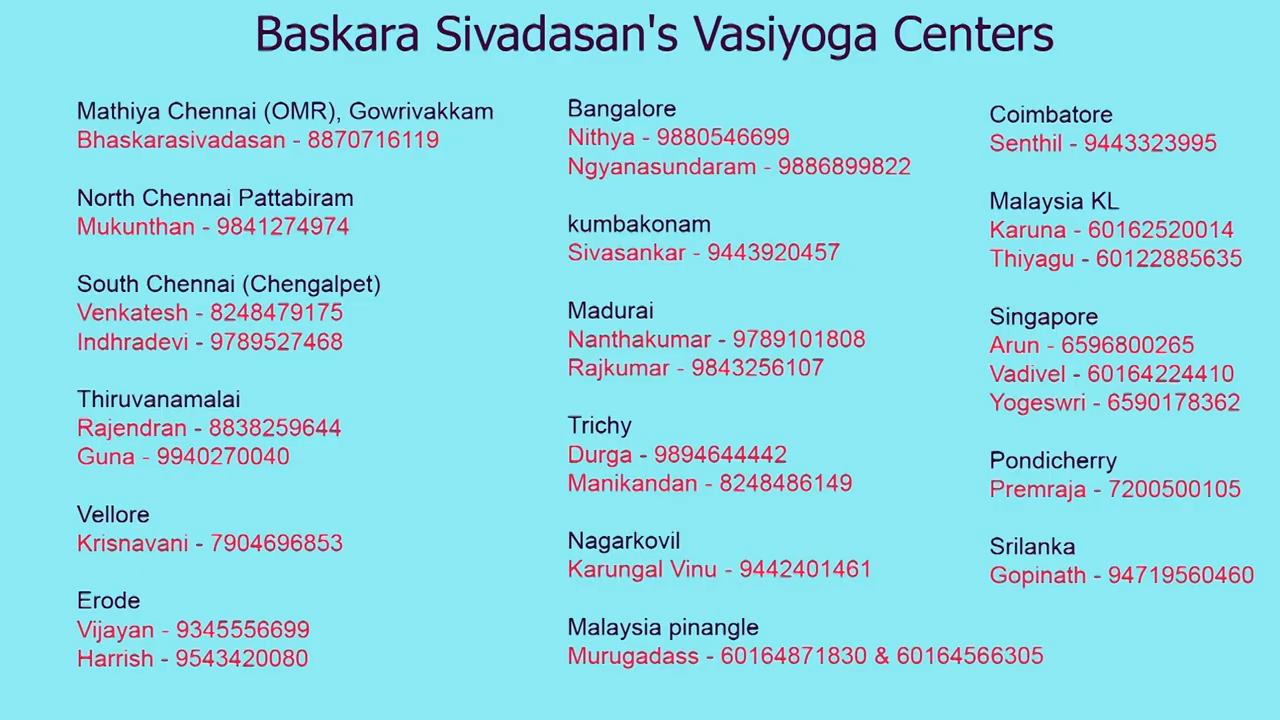 Baskara Sivadasan's Vasiyoga Centers
Mathiya Chennai (OMR), Gowrivakkam
Bhaskarasivadasan - 8870716119
North Chennai Pattabiram
Mukunthan - 9841274974
South Chennai (Chengalpet)
Venkatesh - 8248479175
Indhradevi - 9789527468
Thiruvanamalai
Rajendran - 8838259644
Guna - 9940270040
Vellore
Krisnavani - 7904696853
Erode
Vijayan - 9345556699
Harrish - 9543420080
Bangalore
Nithya - 9880546699
Ngyanasundaram - 9886899822
kumbakonam
Sivasankar - 9443920457
Madurai
Nanthakumar - 9789101808
Rajkumar - 9843256107
Trichy
Durga - 9894644442
Manikandan - 8248486149
Nagarkovil
Karungal Vinu - 9442401461
Malaysia pinangle
Murugadass - 60164871830 & 60164566305
Coimbatore
Senthil - 9443323995
Malaysia KL
Karuna - 60162520014
Thiyagu - 60122885635
Singapore
Arun - 6596800265
Vadivel - 60164224410
Yogeswri - 6590178362
Pondicherry
Premraja - 7200500105
Srilanka
Gopinath - 94719560460